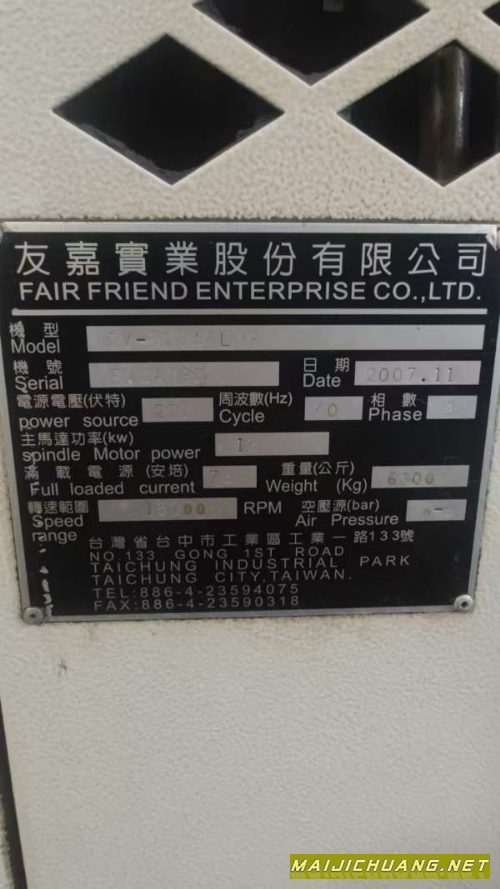 友嘉實業股份有限公司
FAIR FRIEND ENTERPRISE CO.,LTD.
機型
Model
機號 日期
Serial Date 2007.11
電源電壓(伏特) 周波數(Hz) 相數
power source Cycle Phase
主馬達功率(kw)
spindle Motor power
滿載電源(安培) 重量(公斤)
Full loaded current Weight (Kg) 6300
轉速範圍 空壓源(bar)
Speed 15000 RPM Air Pressure
range
台灣省台中市工業區工業一路133號
NO.133 GONG 1ST ROAD
TAICHUNG INDUSTRIAL PARK
TAICHUNG CITY,TAIWAN.
TEL:886-4-23594075
FAX:886-4-23590318
MAIJICHUANG.NET